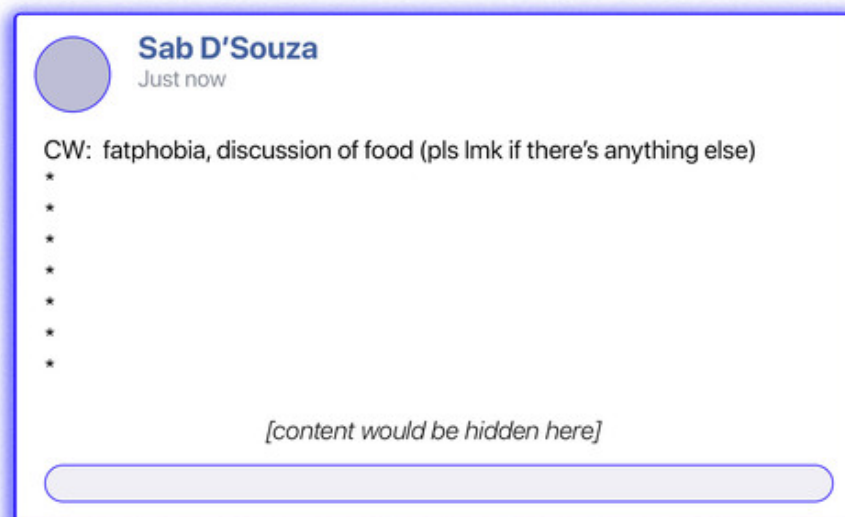 Sab D’Souza
Just now
CW: fatphobia, discussion of food (pls lmk if there’s anything else)
*
*
*
*
*
*
*
[content would be hidden here]